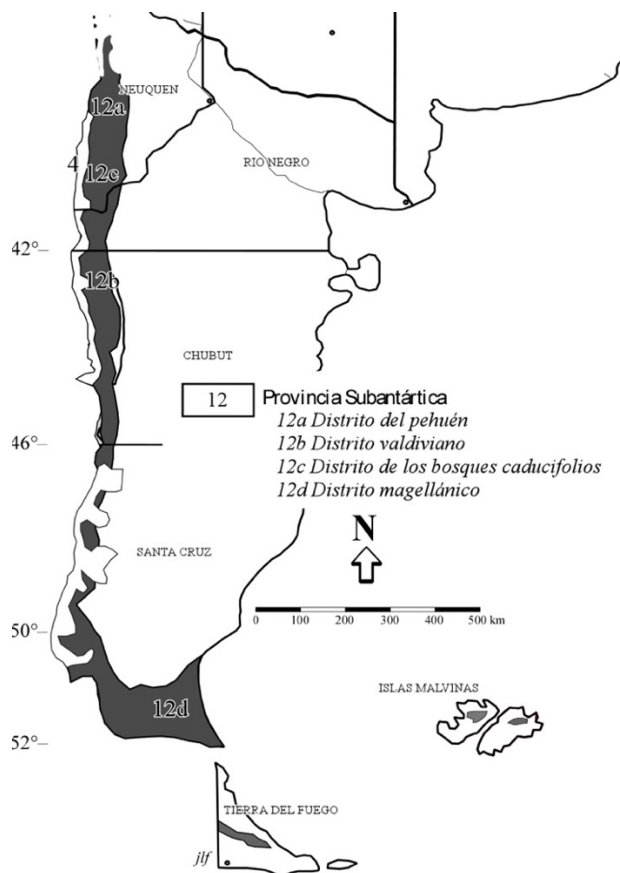 NEUQUEN
12a
RIO NEGRO
4
12c
42°
12b
CHUBUT
12 Provincia Subantártica
12a Distrito del pehuén
12b Distrito valdiviano
12c Distrito de los bosques caducifolios
12d Distrito magellánico
46°
N
SANTA CRUZ
0 100 200 300 400 500 km
50°
ISLAS MALVINAS
12d
52°
TIERRA DEL FUEGO
jlf